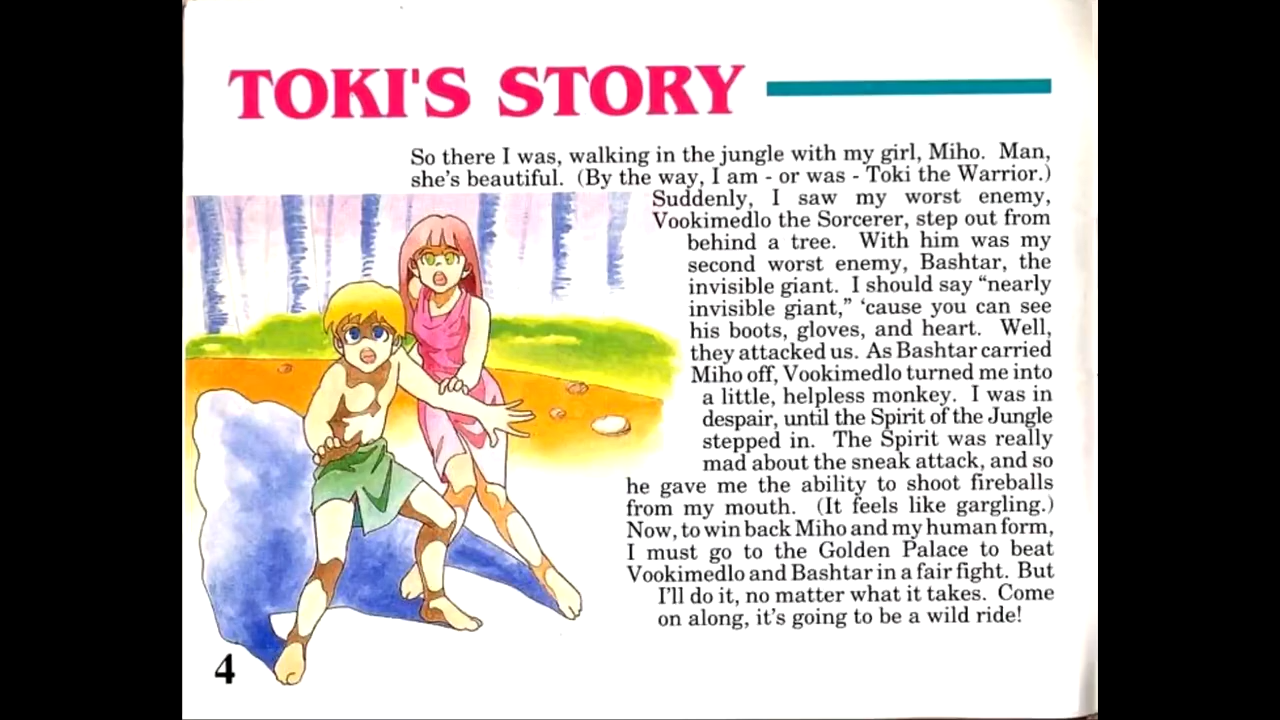 TOKI'S STORY
So there I was, walking in the jungle with my girl, Miho. Man,
she's beautiful. (By the way, I am - or was - Toki the Warrior.)
Suddenly, I saw my worst enemy,
Vookimedlo the Sorcerer, step out from
behind a tree. With him was my
second worst enemy, Bashtar, the
invisible giant. I should say “nearly
invisible giant,” ‘cause you can see
his boots, gloves, and heart. Well,
they attacked us. As Bashtar carried
Miho off, Vookimedlo turned me into
a little, helpless monkey. I was in
despair, until the Spirit of the Jungle
stepped in. The Spirit was really
mad about the sneak attack, and so
he gave me the ability to shoot fireballs
from my mouth. (It feels like gargling.)
Now, to win back Miho and my human form,
I must go to the Golden Palace to beat
Vookimedlo and Bashtar in a fair fight. But
I'll do it, no matter what it takes. Come
on along, it's going to be a wild ride!
4